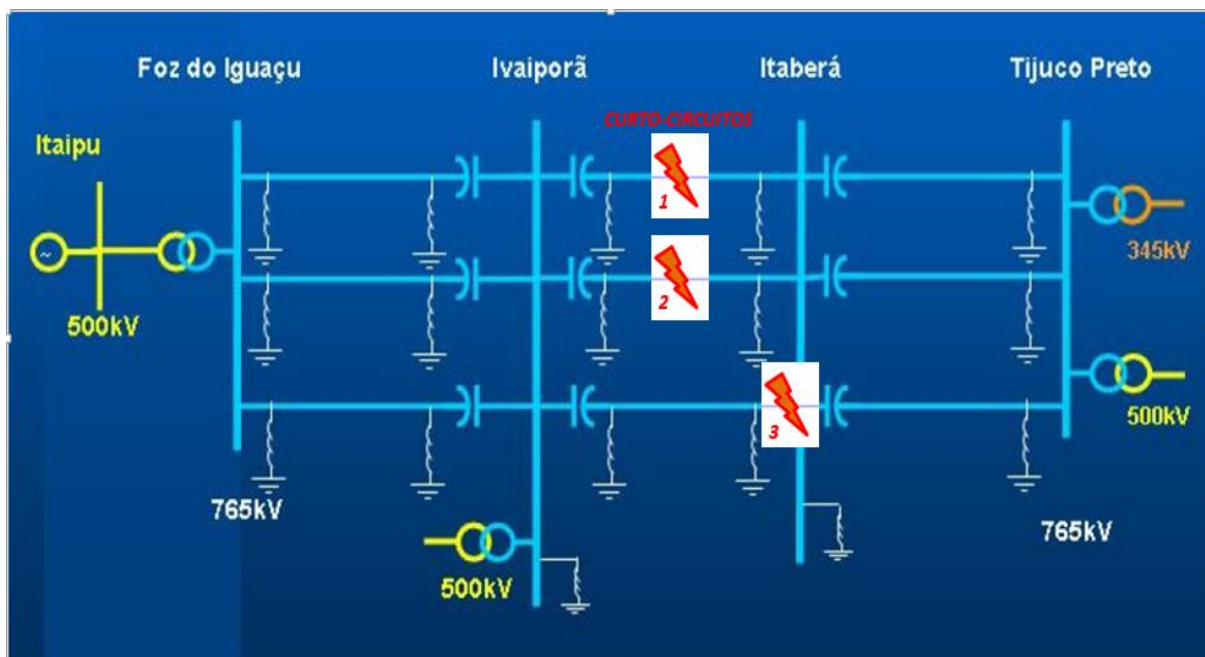 Foz do Iguaçu
Ivaiporã
Itaberá
Tijuco Preto
CURTO-CIRCUITOS
Itaipu
1
~
345kV
500kV
2
3
500kV
765kV
765kV
500kV